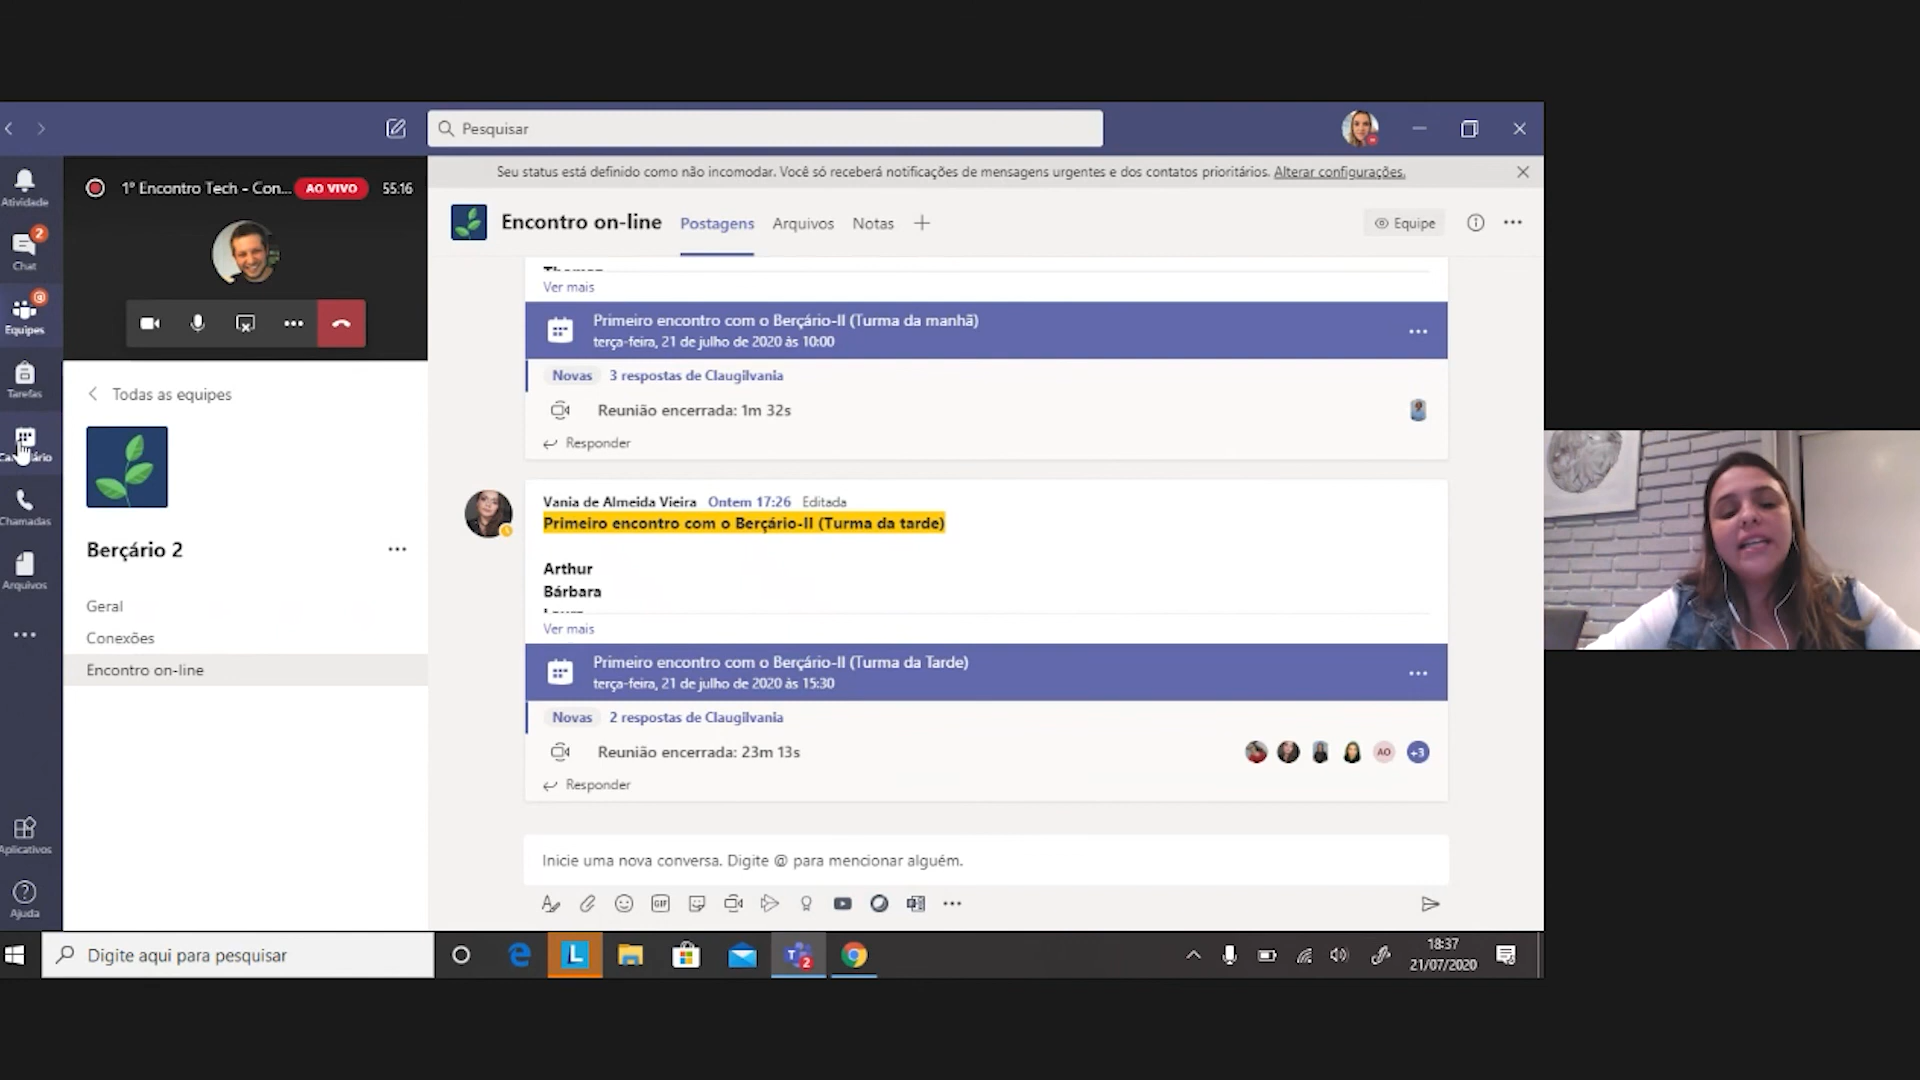 Pesquisar
Atividade
2
Chat
Equipes
Tarefas
Chamadas
Arquivos
Aplicativos
Ajuda
1º Encontro Tech - Con... AO VIVO 55:16
Todas as equipes
Berçário 2
Geral
Conexões
Encontro on-line
Seu status está definido como não incomodar. Você só receberá notificações de mensagens urgentes e dos contatos prioritários. Alterar configurações.
Encontro on-line Postagens Arquivos Notas
Equipe
Ver mais
Primeiro encontro com o Berçário-II (Turma da manhã)
terça-feira, 21 de julho de 2020 às 10:00
Novas 3 respostas de Claugilvania
Reunião encerrada: 1m 32s
Responder
Vania de Almeida Vieira Ontem 17:26 Editada
Primeiro encontro com o Berçário-II (Turma da tarde)
Arthur
Bárbara
Ver mais
Primeiro encontro com o Berçário-II (Turma da Tarde)
terça-feira, 21 de julho de 2020 às 15:30
Novas 2 respostas de Claugilvania
Reunião encerrada: 23m 13s
AO +3
Responder
Inicie uma nova conversa. Digite @ para mencionar alguém.
GIF
Digite aqui para pesquisar
L
2
18:37
21/07/2020